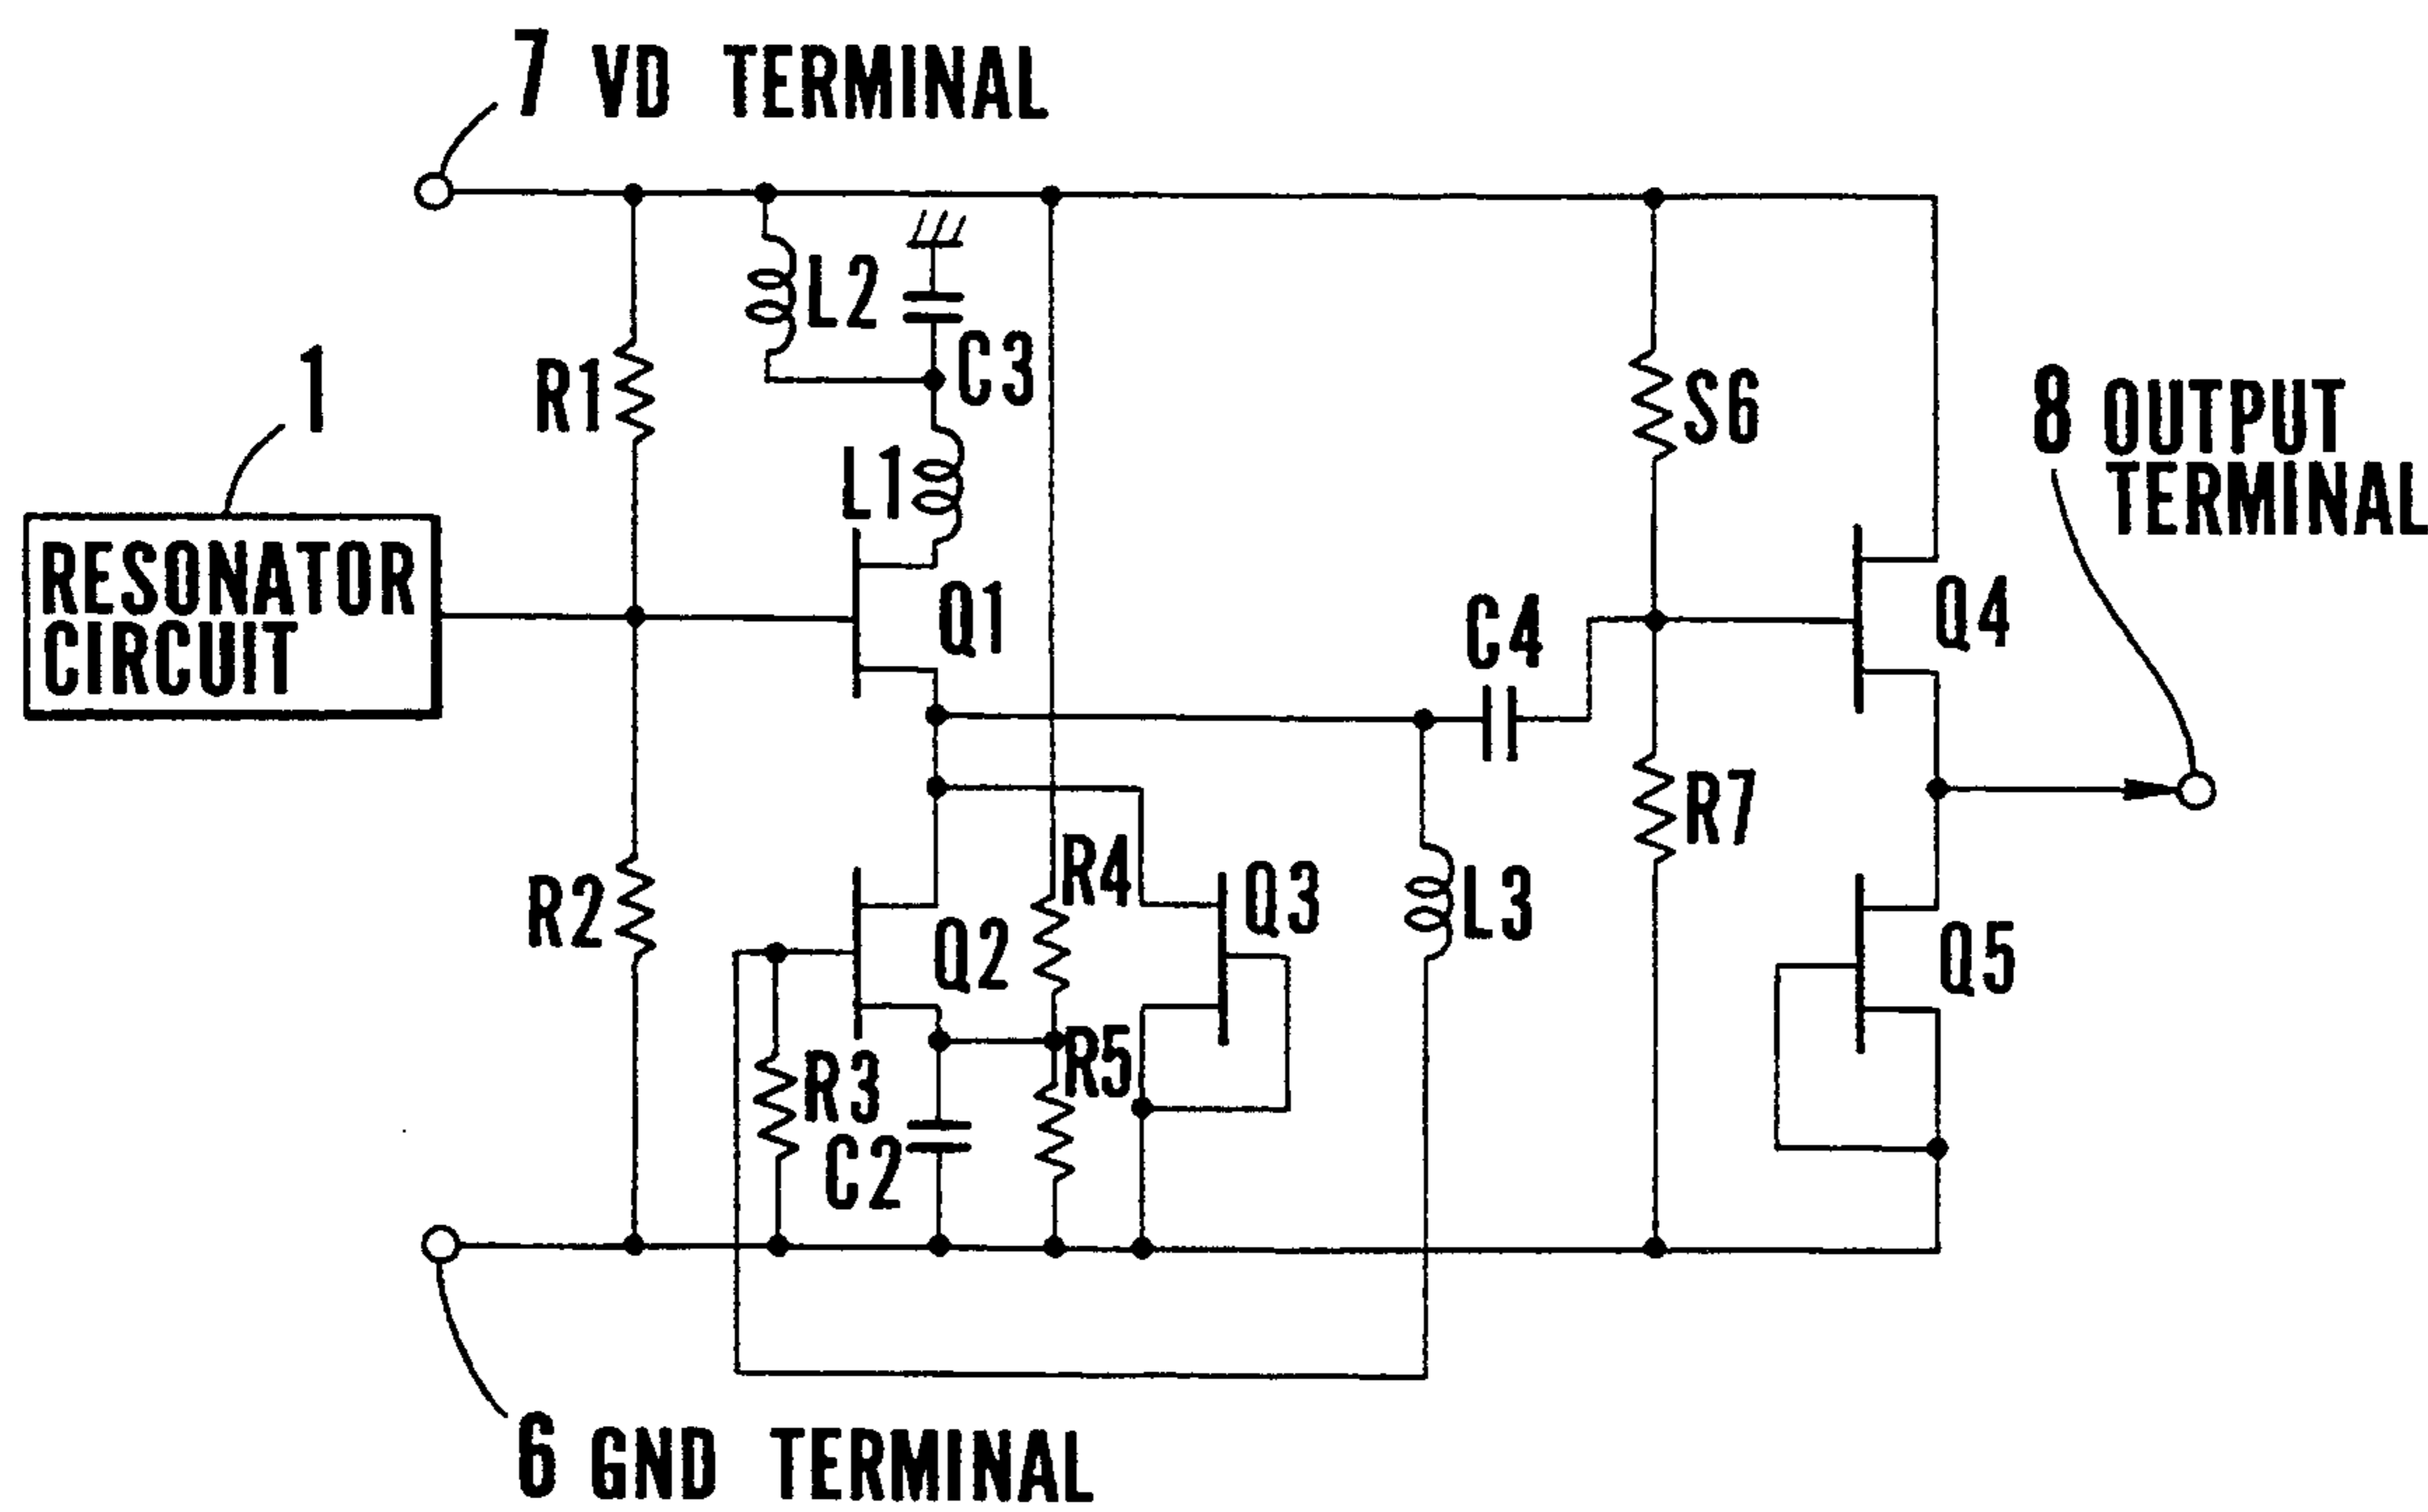 7 VD TERMINAL
L2
C3
R1
S6
1
8 OUTPUT
TERMINAL
L1
RESONATOR
CIRCUIT
Q1
C4
Q4
R7
R4
Q3
L3
R2
Q2
Q5
R5
R3
C2
6 GND TERMINAL